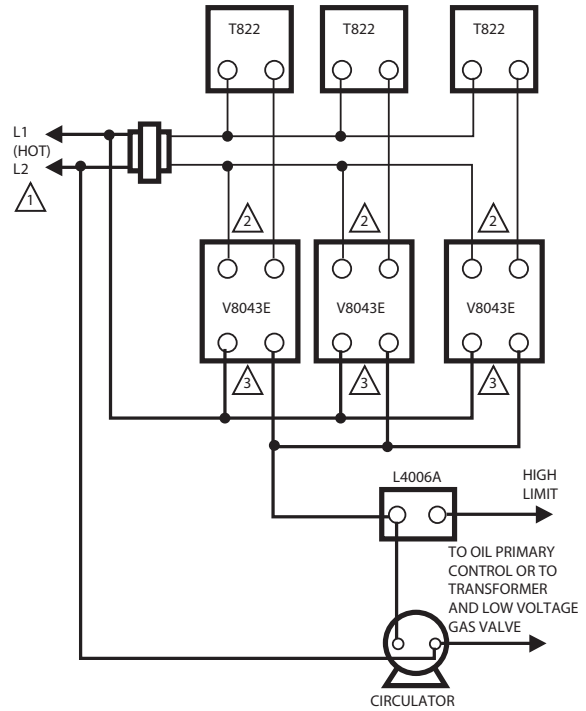 T822
T822
T822
L1
(HOT)
L2
1
2
2
2
V8043E
V8043E
V8043E
3
3
3
L4006A
HIGH
LIMIT
TO OIL PRIMARY
CONTROL OR TO
TRANSFORMER
AND LOW VOLTAGE
GAS VALVE
CIRCULATOR